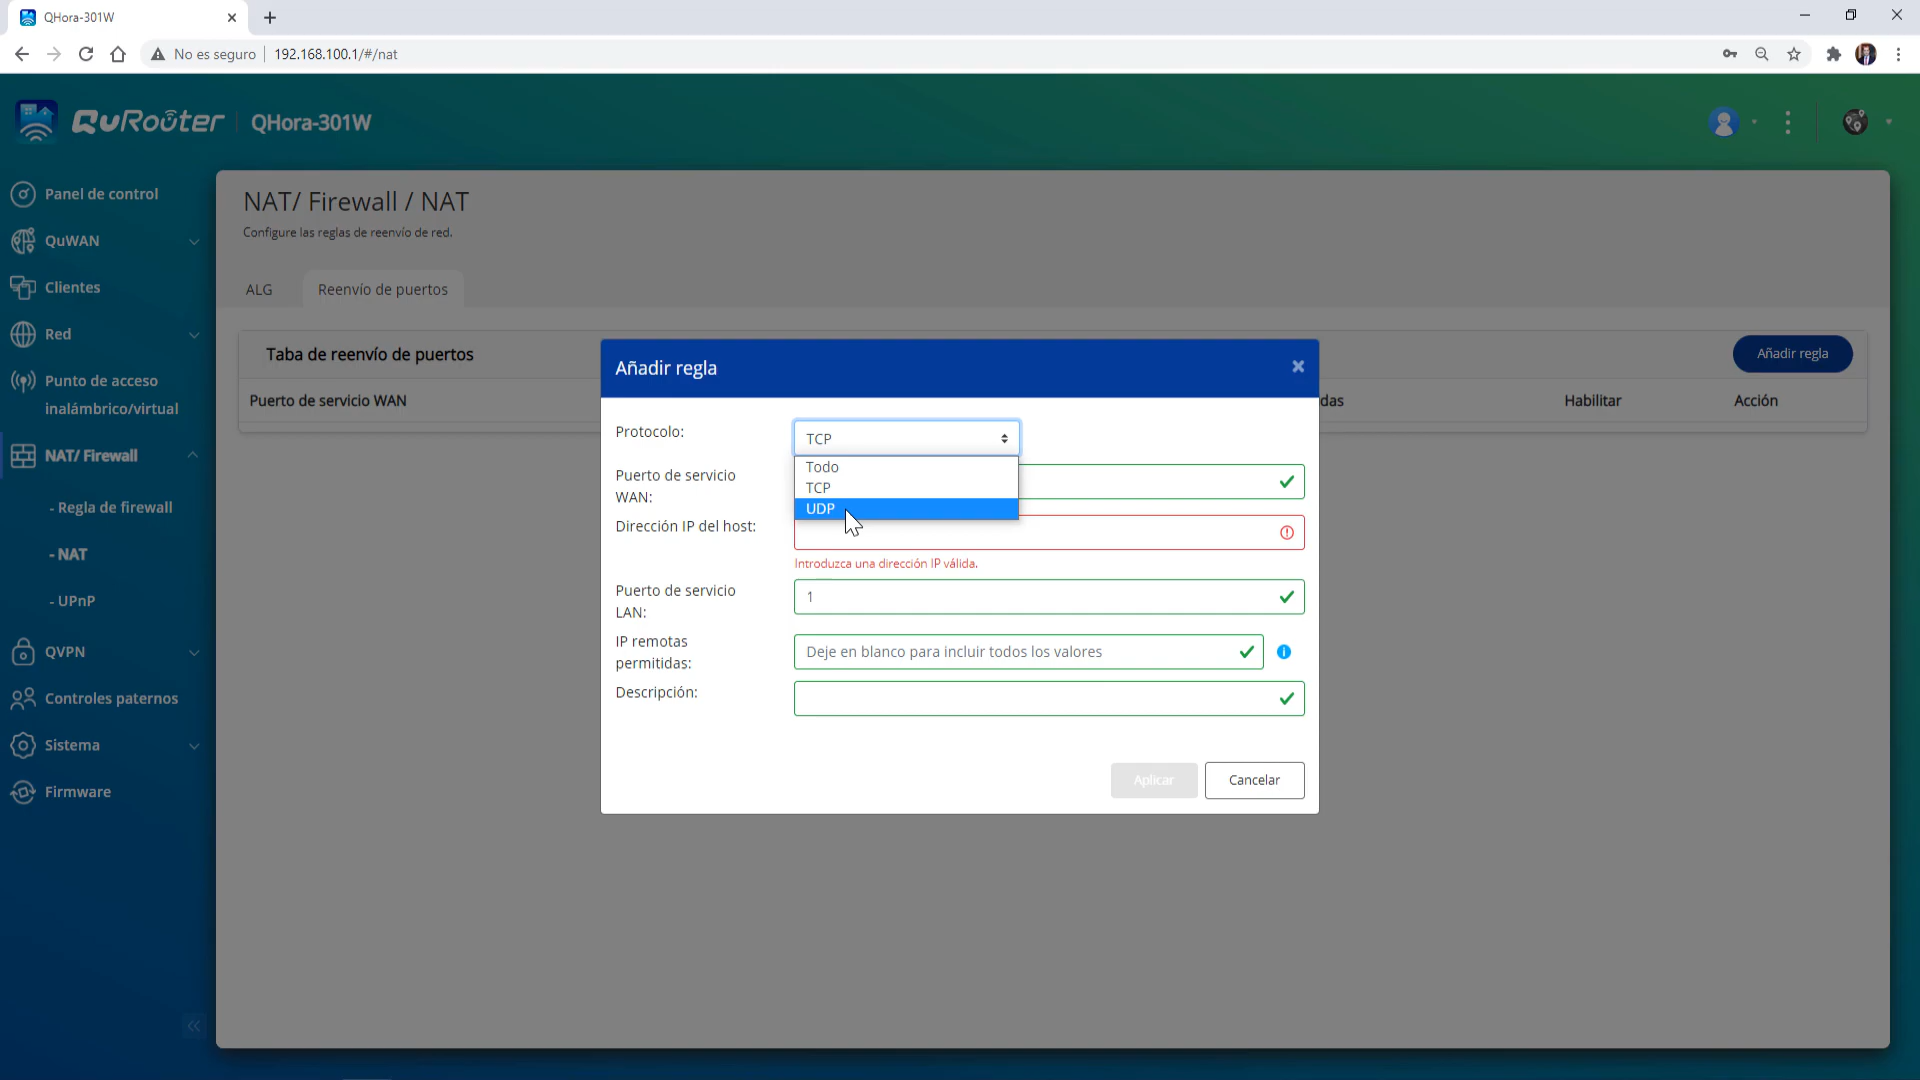 QHora-301W
No es seguro
192.168.100.1/#/nat
QuRouter
QHora-301W
Panel de control
QuWAN
Clientes
Red
Punto de acceso
inalámbrico/virtual
NAT/ Firewall
- Regla de firewall
- NAT
- UPnP
QVPN
Controles paternos
Sistema
Firmware
NAT/ Firewall / NAT
Configure las reglas de reenvío de red.
ALG
Reenvío de puertos
Taba de reenvío de puertos
Añadir regla
Puerto de servicio WAN
das
Habilitar
Acción
Añadir regla
Protocolo:
TCP
Todo
TCP
UDP
Puerto de servicio
WAN:
Dirección IP del host:
Introduzca una dirección IP válida.
Puerto de servicio
LAN:
1
IP remotas
permitidas:
Deje en blanco para incluir todos los valores
Descripción:
Aplicar
Cancelar